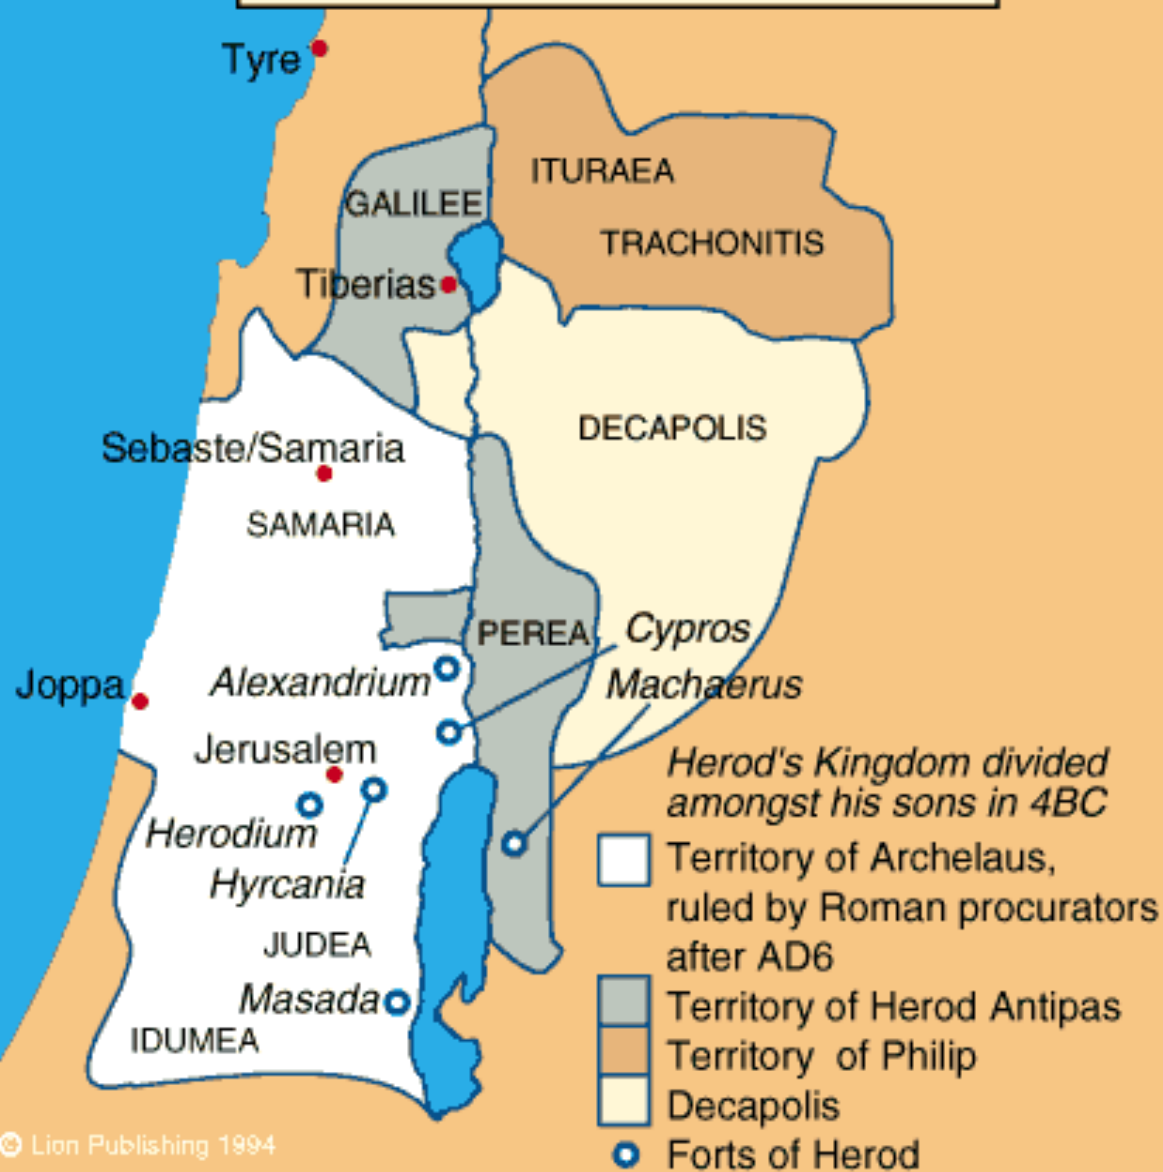 Tyre
ITURAEA
GALILEE
TRACHONITIS
Tiberias
DECAPOLIS
Sebaste/Samaria
SAMARIA
PEREA
Cypros
Alexandrium
Machaerus
Joppa
Jerusalem
Herodium
Hyrcania
JUDEA
Masada
IDUMEA
Herod's Kingdom divided
amongst his sons in 4BC
Territory of Archelaus,
ruled by Roman procurators
after AD6
Territory of Herod Antipas
Territory of Philip
Decapolis
Forts of Herod
© Lion Publishing 1994